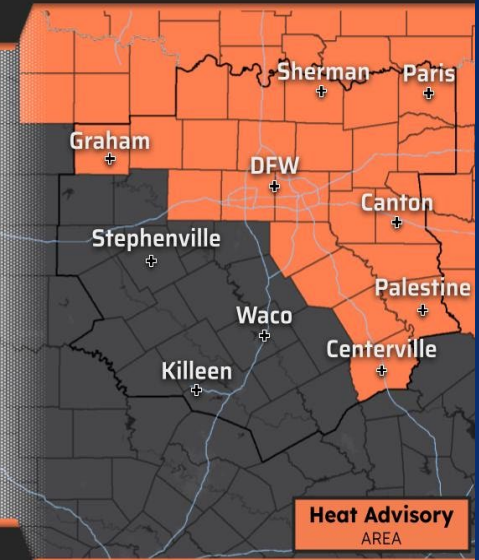 Sherman
Paris
Graham
DFW
Canton
Stephenville
Palestine
Waco
Centerville
Killeen
Heat Advisory
AREA